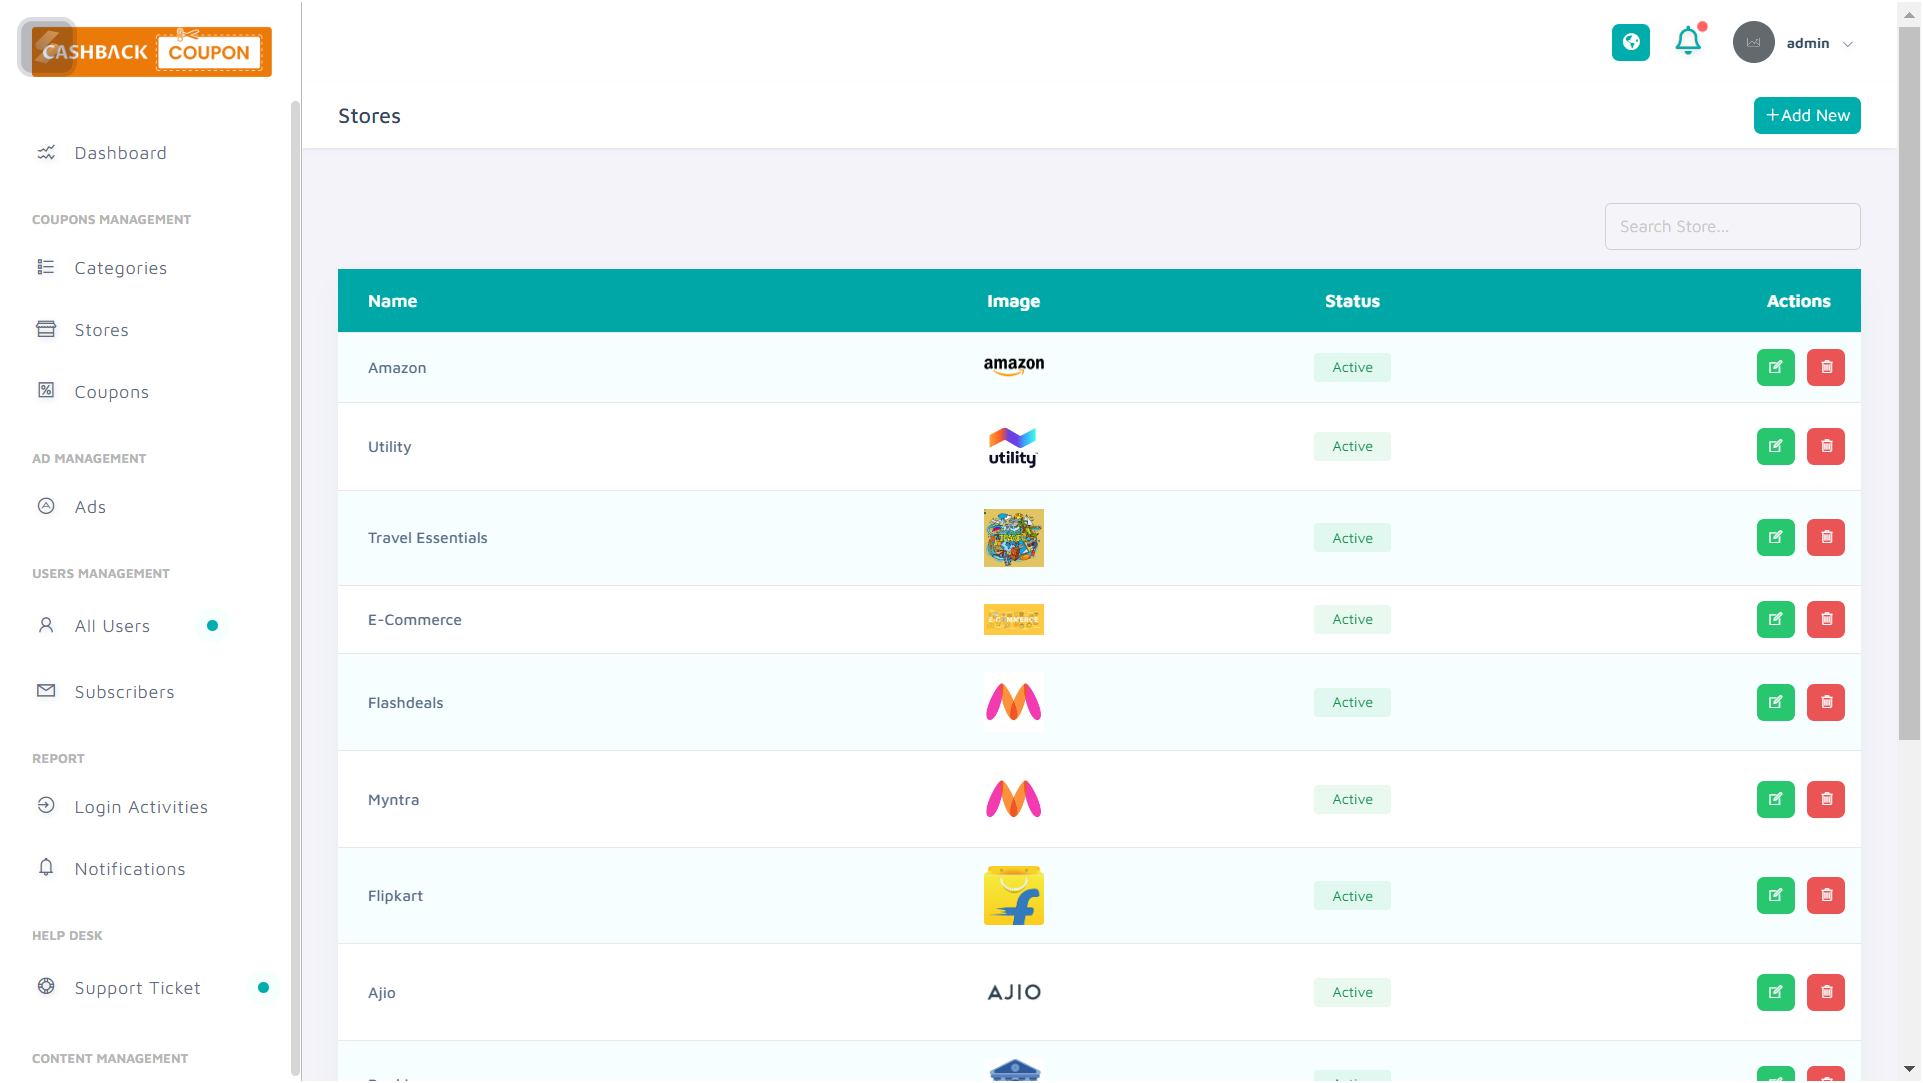 CASHBACK COUPON
admin
Stores
+Add New
Dashboard
COUPONS MANAGEMENT
Categories
Stores
Coupons
AD MANAGEMENT
Ads
USERS MANAGEMENT
All Users
Subscribers
REPORT
Login Activities
Notifications
HELP DESK
Support Ticket
CONTENT MANAGEMENT
Search Store...
Name Image Status Actions
Amazon amazon Active
Utility utility Active
Travel Essentials Active
E-Commerce E-COMMERCE Active
Flashdeals Active
Myntra Active
Flipkart Active
Ajio AJIO Active